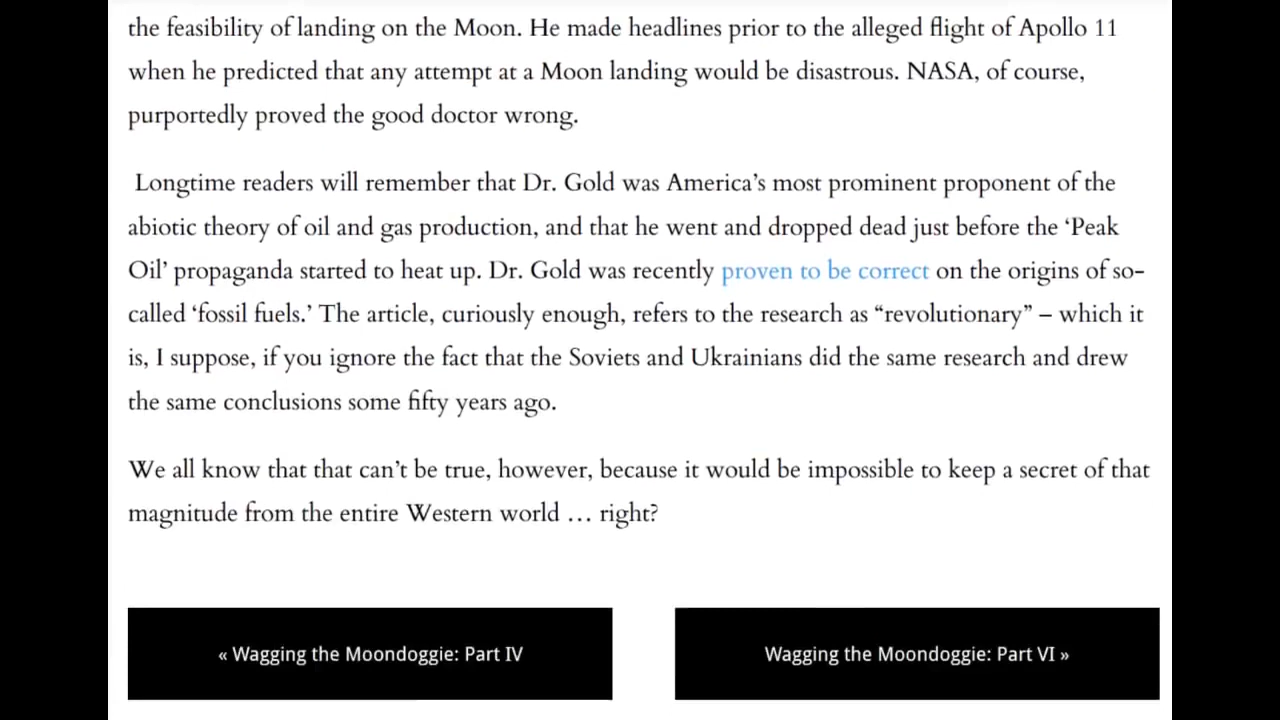 the feasibility of landing on the Moon. He made headlines prior to the alleged flight of Apollo 11
when he predicted that any attempt at a Moon landing would be disastrous. NASA, of course,
purportedly proved the good doctor wrong.
Longtime readers will remember that Dr. Gold was America’s most prominent proponent of the
abiotic theory of oil and gas production, and that he went and dropped dead just before the ‘Peak
Oil’ propaganda started to heat up. Dr. Gold was recently proven to be correct on the origins of so-
called ‘fossil fuels.’ The article, curiously enough, refers to the research as “revolutionary” – which it
is, I suppose, if you ignore the fact that the Soviets and Ukrainians did the same research and drew
the same conclusions some fifty years ago.
We all know that that can’t be true, however, because it would be impossible to keep a secret of that
magnitude from the entire Western world … right?
« Wagging the Moondoggie: Part IV
Wagging the Moondoggie: Part VI »